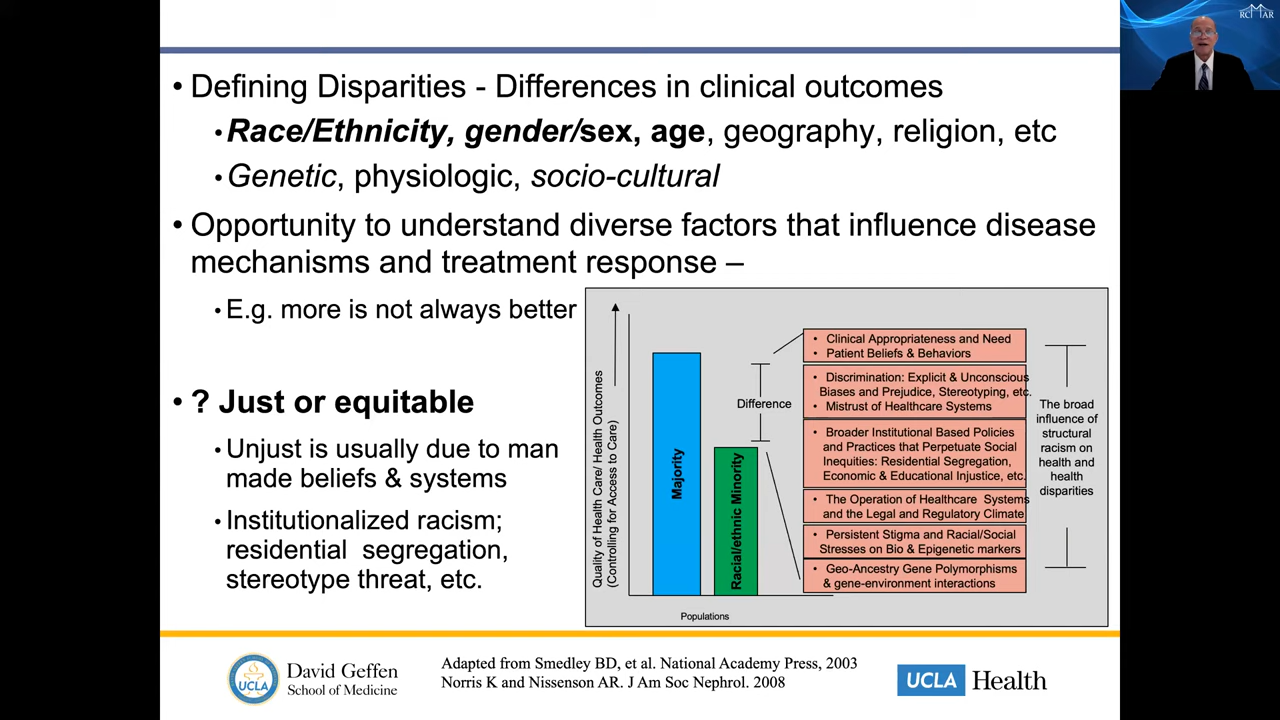 RCMAR
• Defining Disparities - Differences in clinical outcomes
• Race/Ethnicity, gender/sex, age, geography, religion, etc
• Genetic, physiologic, socio-cultural
• Opportunity to understand diverse factors that influence disease
mechanisms and treatment response –
• E.g. more is not always better
• ? Just or equitable
• Unjust is usually due to man
made beliefs & systems
• Institutionalized racism;
residential segregation,
stereotype threat, etc.
Quality of Health Care/ Health Outcomes
(Controlling for Access to Care)
Majority
Racial/ethnic Minority
Populations
Difference
• Clinical Appropriateness and Need
• Patient Beliefs & Behaviors
• Discrimination: Explicit & Unconscious
Biases and Prejudice, Stereotyping, etc.
• Mistrust of Healthcare Systems
• Broader Institutional Based Policies
and Practices that Perpetuate Social
Inequities: Residential Segregation,
Economic & Educational Injustice, etc.
• The Operation of Healthcare Systems
and the Legal and Regulatory Climate
• Persistent Stigma and Racial/Social
Stresses on Bio & Epigenetic markers
• Geo-Ancestry Gene Polymorphisms
& gene-environment interactions
The broad
influence of
structural
racism on
health and
health
disparities
UCLA
David Geffen
School of Medicine
Adapted from Smedley BD, et al. National Academy Press, 2003
Norris K and Nissenson AR. J Am Soc Nephrol. 2008
UCLA Health